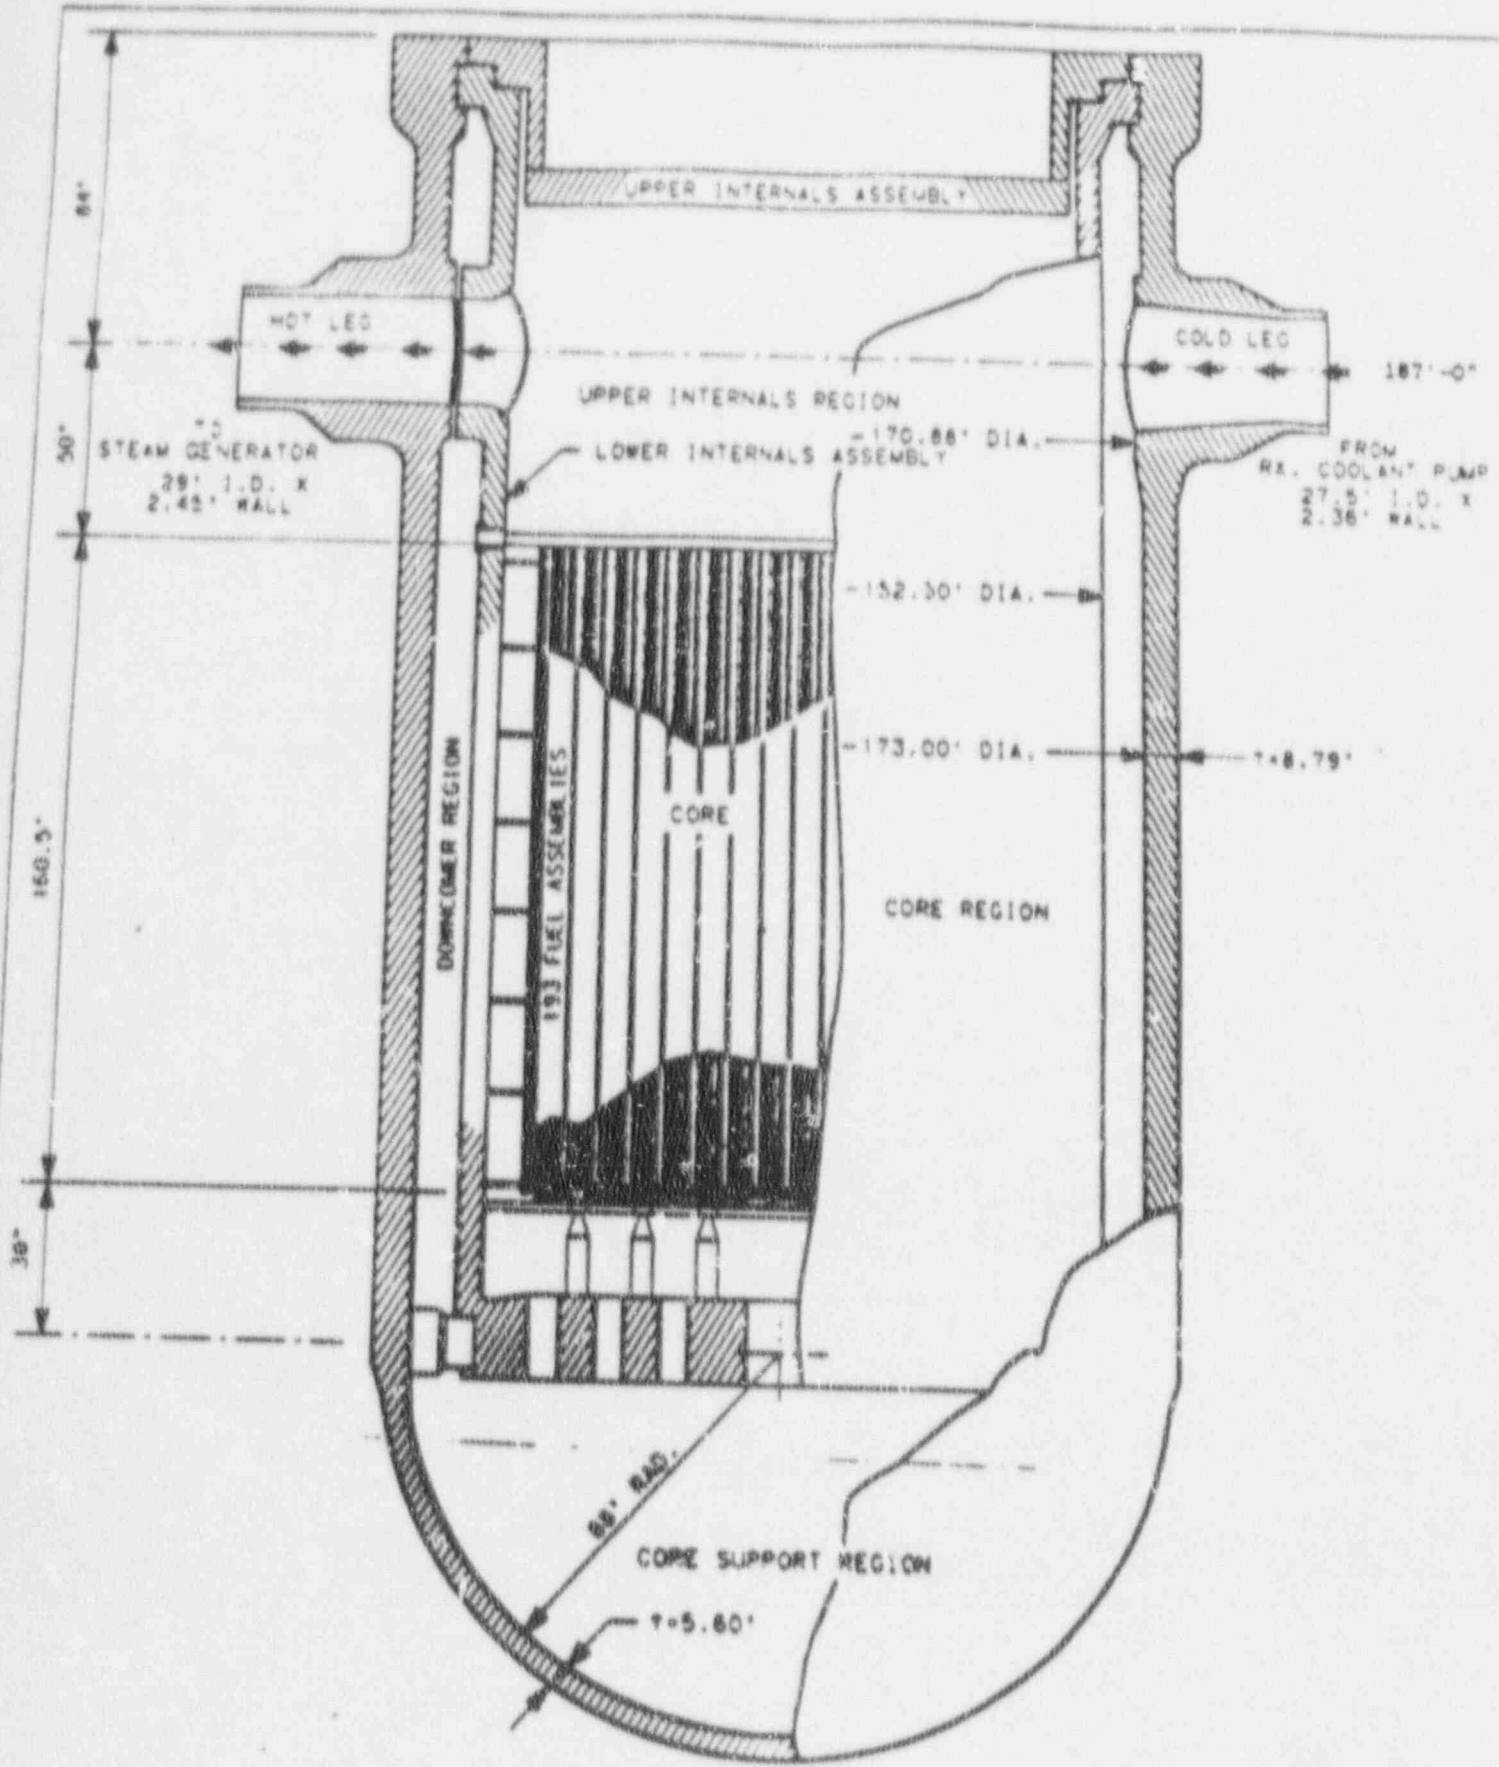 84"
UPPER INTERNALS ASSEMBLY
HOT LEG
COLD LEG
187'-0"
UPPER INTERNALS REGION
TO
STEAM GENERATOR
29" I.D. X
2.45" WALL
LOWER INTERNALS ASSEMBLY
170.88" DIA.
FROM
RX. COOLANT PUMP
27.5" I.D. X
2.36" WALL
50"
152.30" DIA.
173.00" DIA.
T=8.79"
160.5"
DOWNCOMER REGION
193 FUEL ASSEMBLIES
CORE
CORE REGION
88" RAD.
CORE SUPPORT REGION
T=5.60"